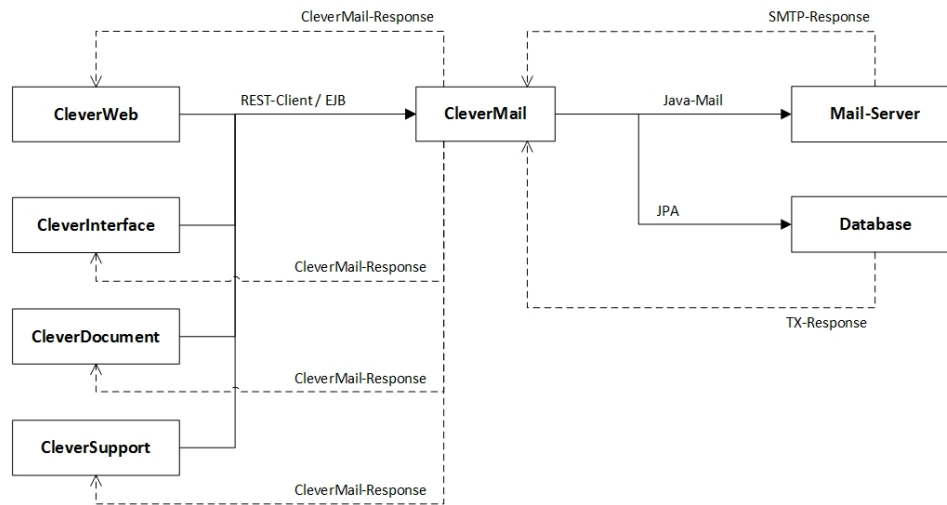 CleverMail-Response
SMTP-Response
CleverWeb
REST-Client / EJB
CleverMail
Java-Mail
Mail-Server
CleverInterface
JPA
Database
CleverMail-Response
TX-Response
CleverDocument
CleverMail-Response
CleverSupport
CleverMail-Response